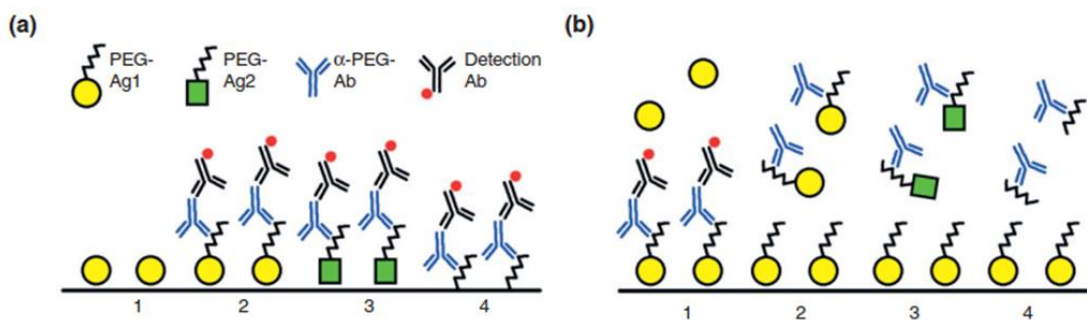 (a)
PEG-
Ag1
PEG-
Ag2
α-PEG-
Ab
Detection
Ab
1 2 3 4
(b)
1 2 3 4